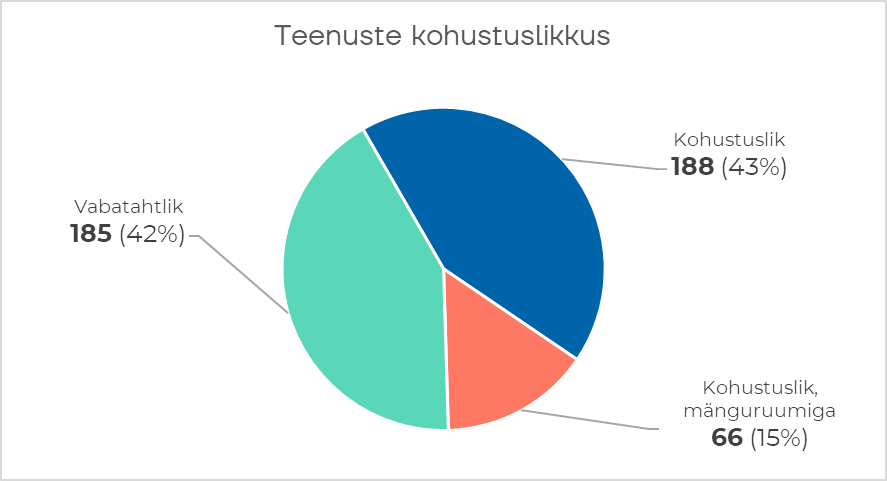 Teenuste kohustuslikkus
Kohustuslik
188 (43%)
Vabatahtlik
185 (42%)
Kohustuslik,
mänguruumiga
66 (15%)